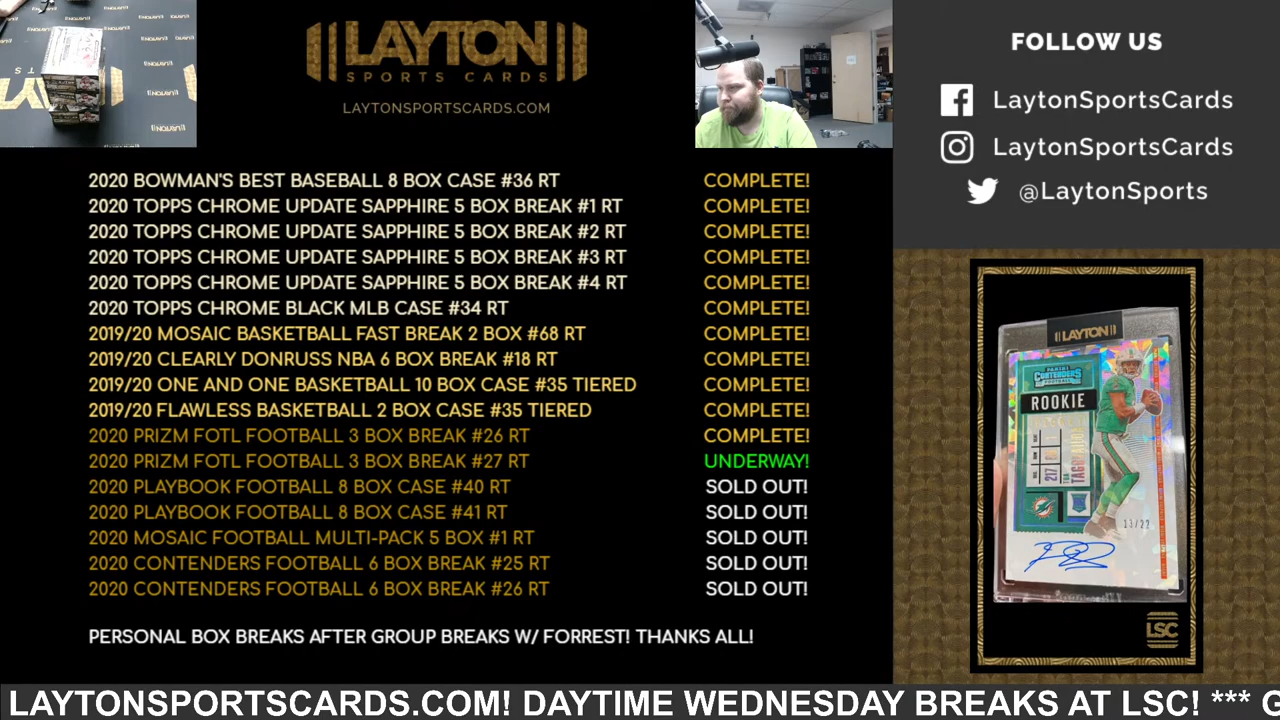 LAYTON
SPORTS CARDS
LAYTONSPORTSCARDS.COM
2020 BOWMAN'S BEST BASEBALL 8 BOX CASE #36 RT COMPLETE!
2020 TOPPS CHROME UPDATE SAPPHIRE 5 BOX BREAK #1 RT COMPLETE!
2020 TOPPS CHROME UPDATE SAPPHIRE 5 BOX BREAK #2 RT COMPLETE!
2020 TOPPS CHROME UPDATE SAPPHIRE 5 BOX BREAK #3 RT COMPLETE!
2020 TOPPS CHROME UPDATE SAPPHIRE 5 BOX BREAK #4 RT COMPLETE!
2020 TOPPS CHROME BLACK MLB CASE #34 RT COMPLETE!
2019/20 MOSAIC BASKETBALL FAST BREAK 2 BOX #68 RT COMPLETE!
2019/20 CLEARLY DONRUSS NBA 6 BOX BREAK #18 RT COMPLETE!
2019/20 ONE AND ONE BASKETBALL 10 BOX CASE #35 TIERED COMPLETE!
2019/20 FLAWLESS BASKETBALL 2 BOX CASE #35 TIERED COMPLETE!
2020 PRIZM FOTL FOOTBALL 3 BOX BREAK #26 RT COMPLETE!
2020 PRIZM FOTL FOOTBALL 3 BOX BREAK #27 RT UNDERWAY!
2020 PLAYBOOK FOOTBALL 8 BOX CASE #40 RT SOLD OUT!
2020 PLAYBOOK FOOTBALL 8 BOX CASE #41 RT SOLD OUT!
2020 MOSAIC FOOTBALL MULTI-PACK 5 BOX #1 RT SOLD OUT!
2020 CONTENDERS FOOTBALL 6 BOX BREAK #25 RT SOLD OUT!
2020 CONTENDERS FOOTBALL 6 BOX BREAK #26 RT SOLD OUT!
PERSONAL BOX BREAKS AFTER GROUP BREAKS W/ FORREST! THANKS ALL!
FOLLOW US
LaytonSportsCards
LaytonSportsCards
@LaytonSports
LAYTON
CONTENDERS
ROOKIE
217
13/22
LSC
LAYTONSPORTSCARDS.COM! DAYTIME WEDNESDAY BREAKS AT LSC! *** G